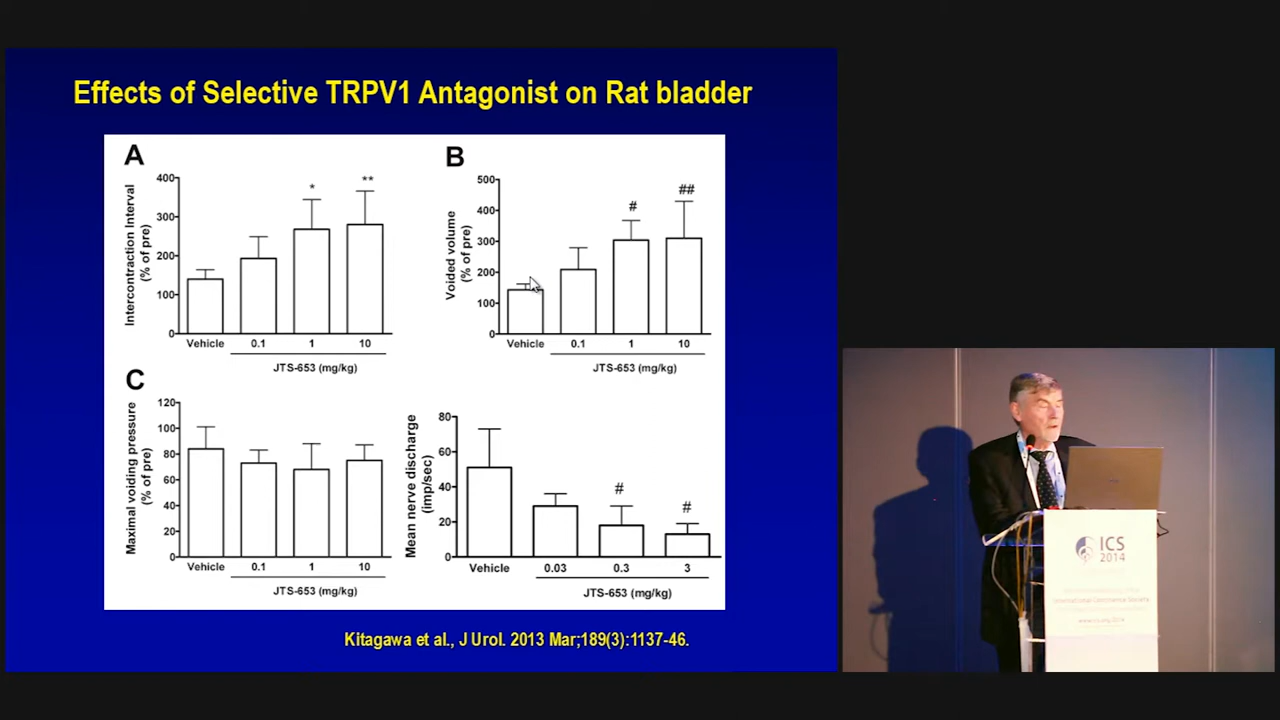 Effects of Selective TRPV1 Antagonist on Rat bladder
A
Intercontraction Interval
(% of pre)
400
300
200
100
0
*
**
Vehicle
0.1
1
10
JTS-653 (mg/kg)
B
Voided volume
(% of pre)
500
400
300
200
100
0
#
##
Vehicle
0.1
1
10
JTS-653 (mg/kg)
C
Maximal voiding pressure
(% of pre)
120
100
80
60
40
20
0
Vehicle
0.1
1
10
JTS-653 (mg/kg)
Mean nerve discharge
(imp/sec)
80
60
40
20
0
#
#
Vehicle
0.03
0.3
3
JTS-653 (mg/kg)
Kitagawa et al., J Urol. 2013 Mar;189(3):1137-46.
ICS
2014
International Continence Society